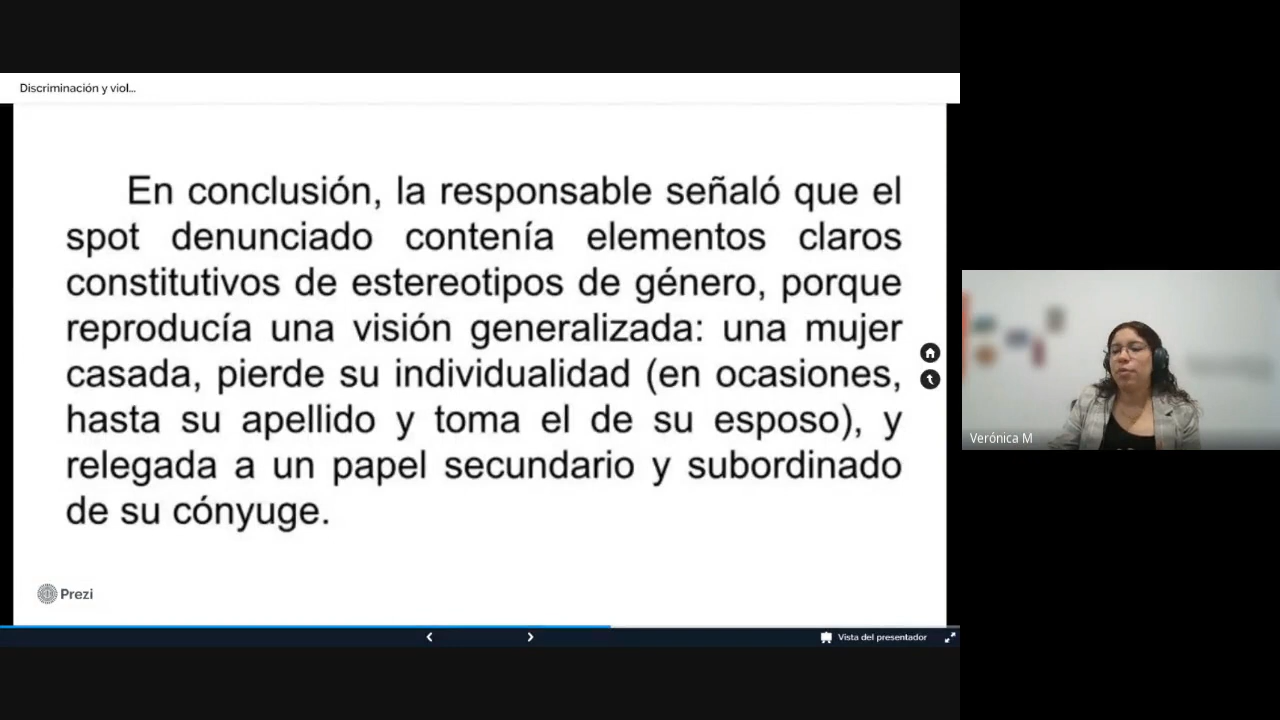 Discriminación y viol...
En conclusión, la responsable señaló que el
spot denunciado contenía elementos claros
constitutivos de estereotipos de género, porque
reproducía una visión generalizada: una mujer
casada, pierde su individualidad (en ocasiones,
hasta su apellido y toma el de su esposo), y
relegada a un papel secundario y subordinado
de su cónyuge.
Verónica M
Prezi
Vista del presentador